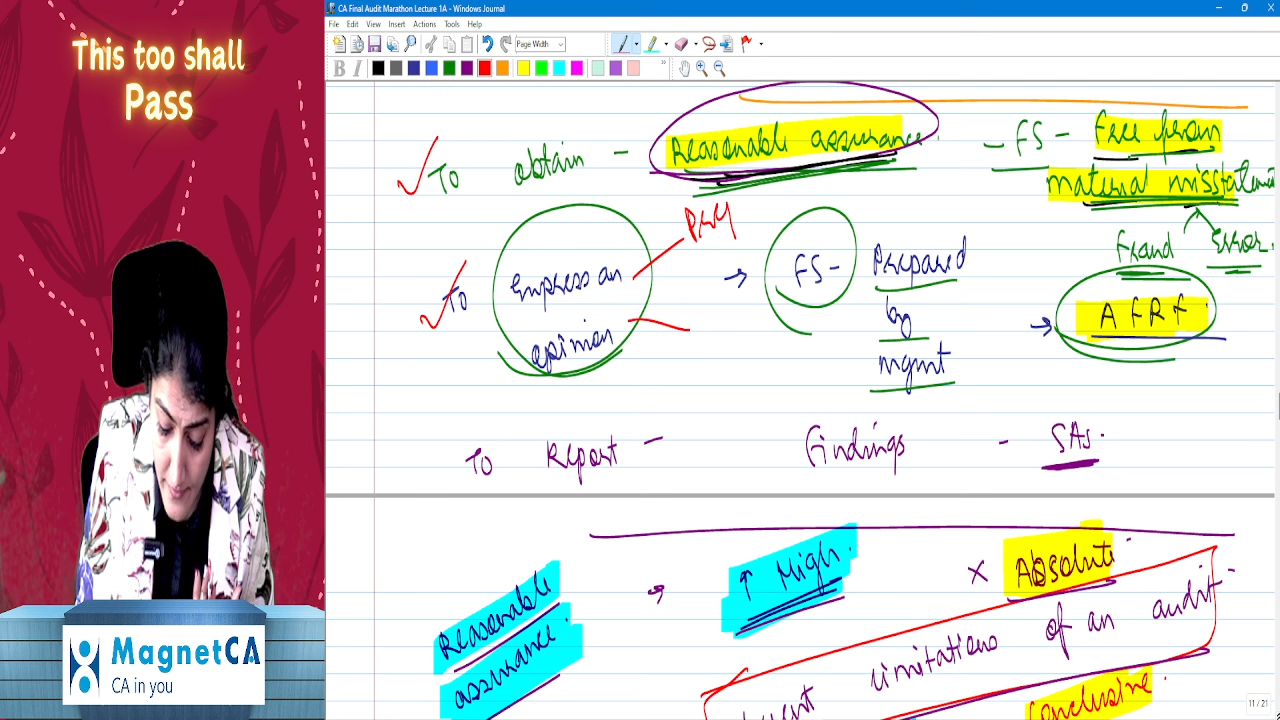 This too shall
Pass
CA Final Audit Marathon Lecture 1A - Windows Journal
File Edit View Insert Actions Tools Help
Page Width
B I
To obtain - Reasonable assurance. - FS - free from
material misstatement
Fraud Error.
To Express an opinion P&M → FS - Prepared by mgmt → AFRF.
To Report - findings - SAs.
Reasonable assurance. → ↑ High. × Absolute
limitations of an audit -
Conclusive.
MagnetCA
CA in you
11 / 21